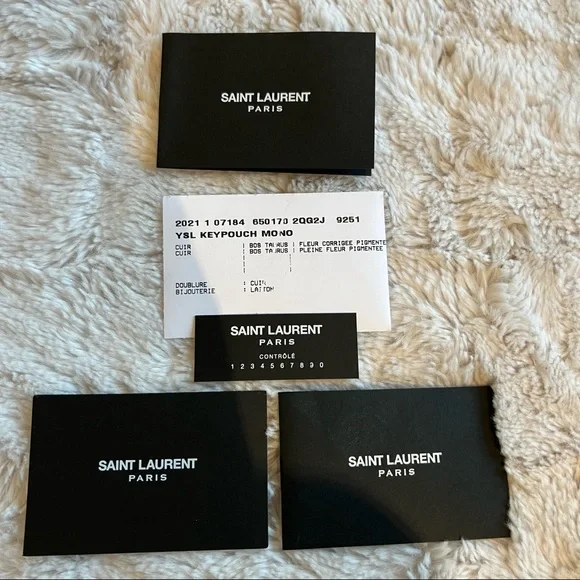 SAINT LAURENT
PARIS
2021 1 07184 650170 2QG2J 9251
YSL KEYPOUCH MONO
CUIR | BOS TAURUS | FLEUR CORRIGEE PIGMENTE
CUIR | BOS TAURUS | PLEINE FLEUR PIGMENTEE
DOUBLURE : CUIR
BIJOUTERIE : LAITON
SAINT LAURENT
PARIS
CONTRÔLÉ
1 2 3 4 5 6 7 8 9 0
SAINT LAURENT
PARIS
SAINT LAURENT
PARIS